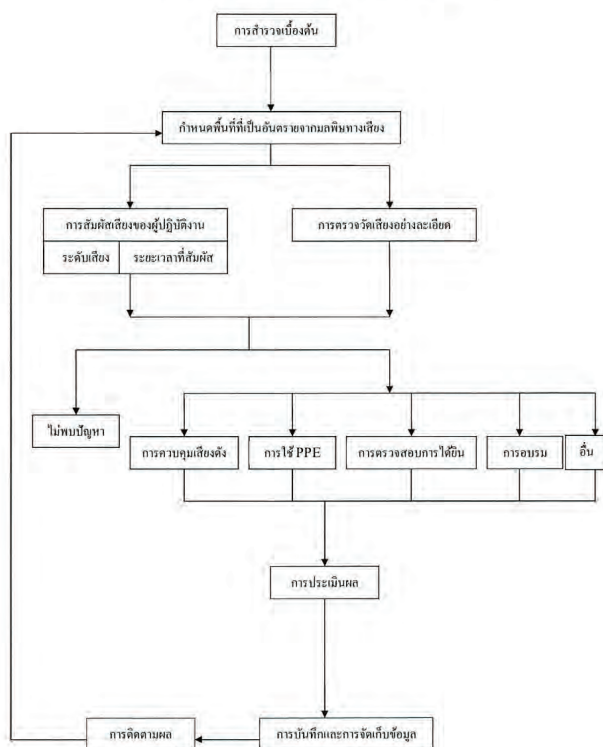 การสำรวจเบื้องต้น
กำหนดพื้นที่ที่เป็นอันตรายจากมลพิษทางเสียง
การสัมผัสเสียงของผู้ปฏิบัติงาน
ระดับเสียง
ระยะเวลาที่สัมผัส
การตรวจวัดเสียงอย่างละเอียด
ไม่พบปัญหา
การควบคุมเสียงดัง
การใช้ PPE
การตรวจสอบการได้ยิน
การอบรม
อื่น
การประเมินผล
การติดตามผล
การบันทึกและการจัดเก็บข้อมูล